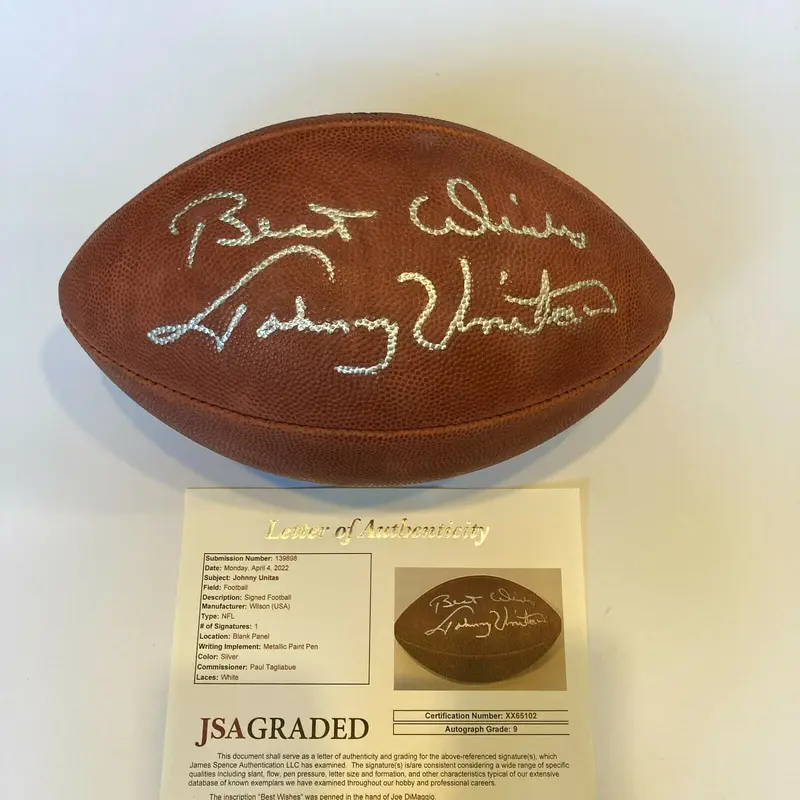 Best Wishes
Johnny Unitas
Letter of Authenticity
Submission Number: 139898
Date: Monday, April 4, 2022
Subject: Johnny Unitas
Field: Football
Description: Signed Football
Manufacturer: Wilson (USA)
Type: NFL
# of Signatures: 1
Location: Blank Panel
Writing Implement: Metallic Paint Pen
Color: Silver
Commissioner: Paul Tagliabue
Laces: White
Best Wishes
Johnny Unitas
JSAGRADED
Certification Number: XX65102
Autograph Grade: 9
This document shall serve as a letter of authenticity and grading for the above-referenced signature(s), which
James Spence Authentication LLC has examined. The signature(s) is/are consistent considering a wide range of specific
qualities including slant, flow, pen pressure, letter size and formation, and other characteristics typical of our extensive
database of known exemplars we have examined throughout our hobby and professional careers.
The inscription "Best Wishes" was penned in the hand of Joe DiMaggio.